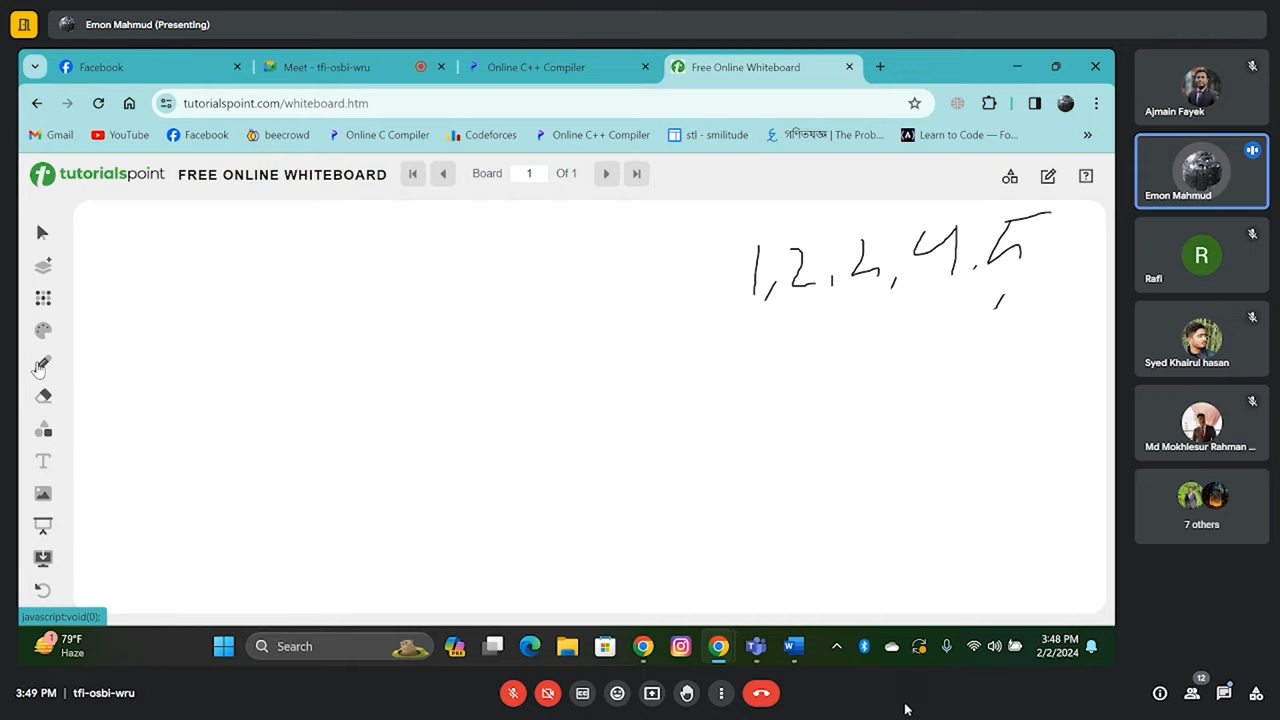 Emon Mahmud (Presenting)
Facebook
Meet - tfi-osbi-wru
Online C++ Compiler
Free Online Whiteboard
tutorialspoint.com/whiteboard.htm
Gmail
YouTube
Facebook
beecrowd
Online C Compiler
Codeforces
Online C++ Compiler
stl - smilitude
গণিতযজ্ঞ | The Prob...
Learn to Code — Fo...
»
tutorialspoint FREE ONLINE WHITEBOARD Board 1 Of 1
1, 2, 2, 4, 5
,
javascript:void(0);
1
79°F
Haze
Search
3:48 PM
2/2/2024
3:49 PM | tfi-osbi-wru
12
Ajmain Fayek
Emon Mahmud
R
Rafi
Syed Khairul hasan
Md Mokhlesur Rahman ...
7 others